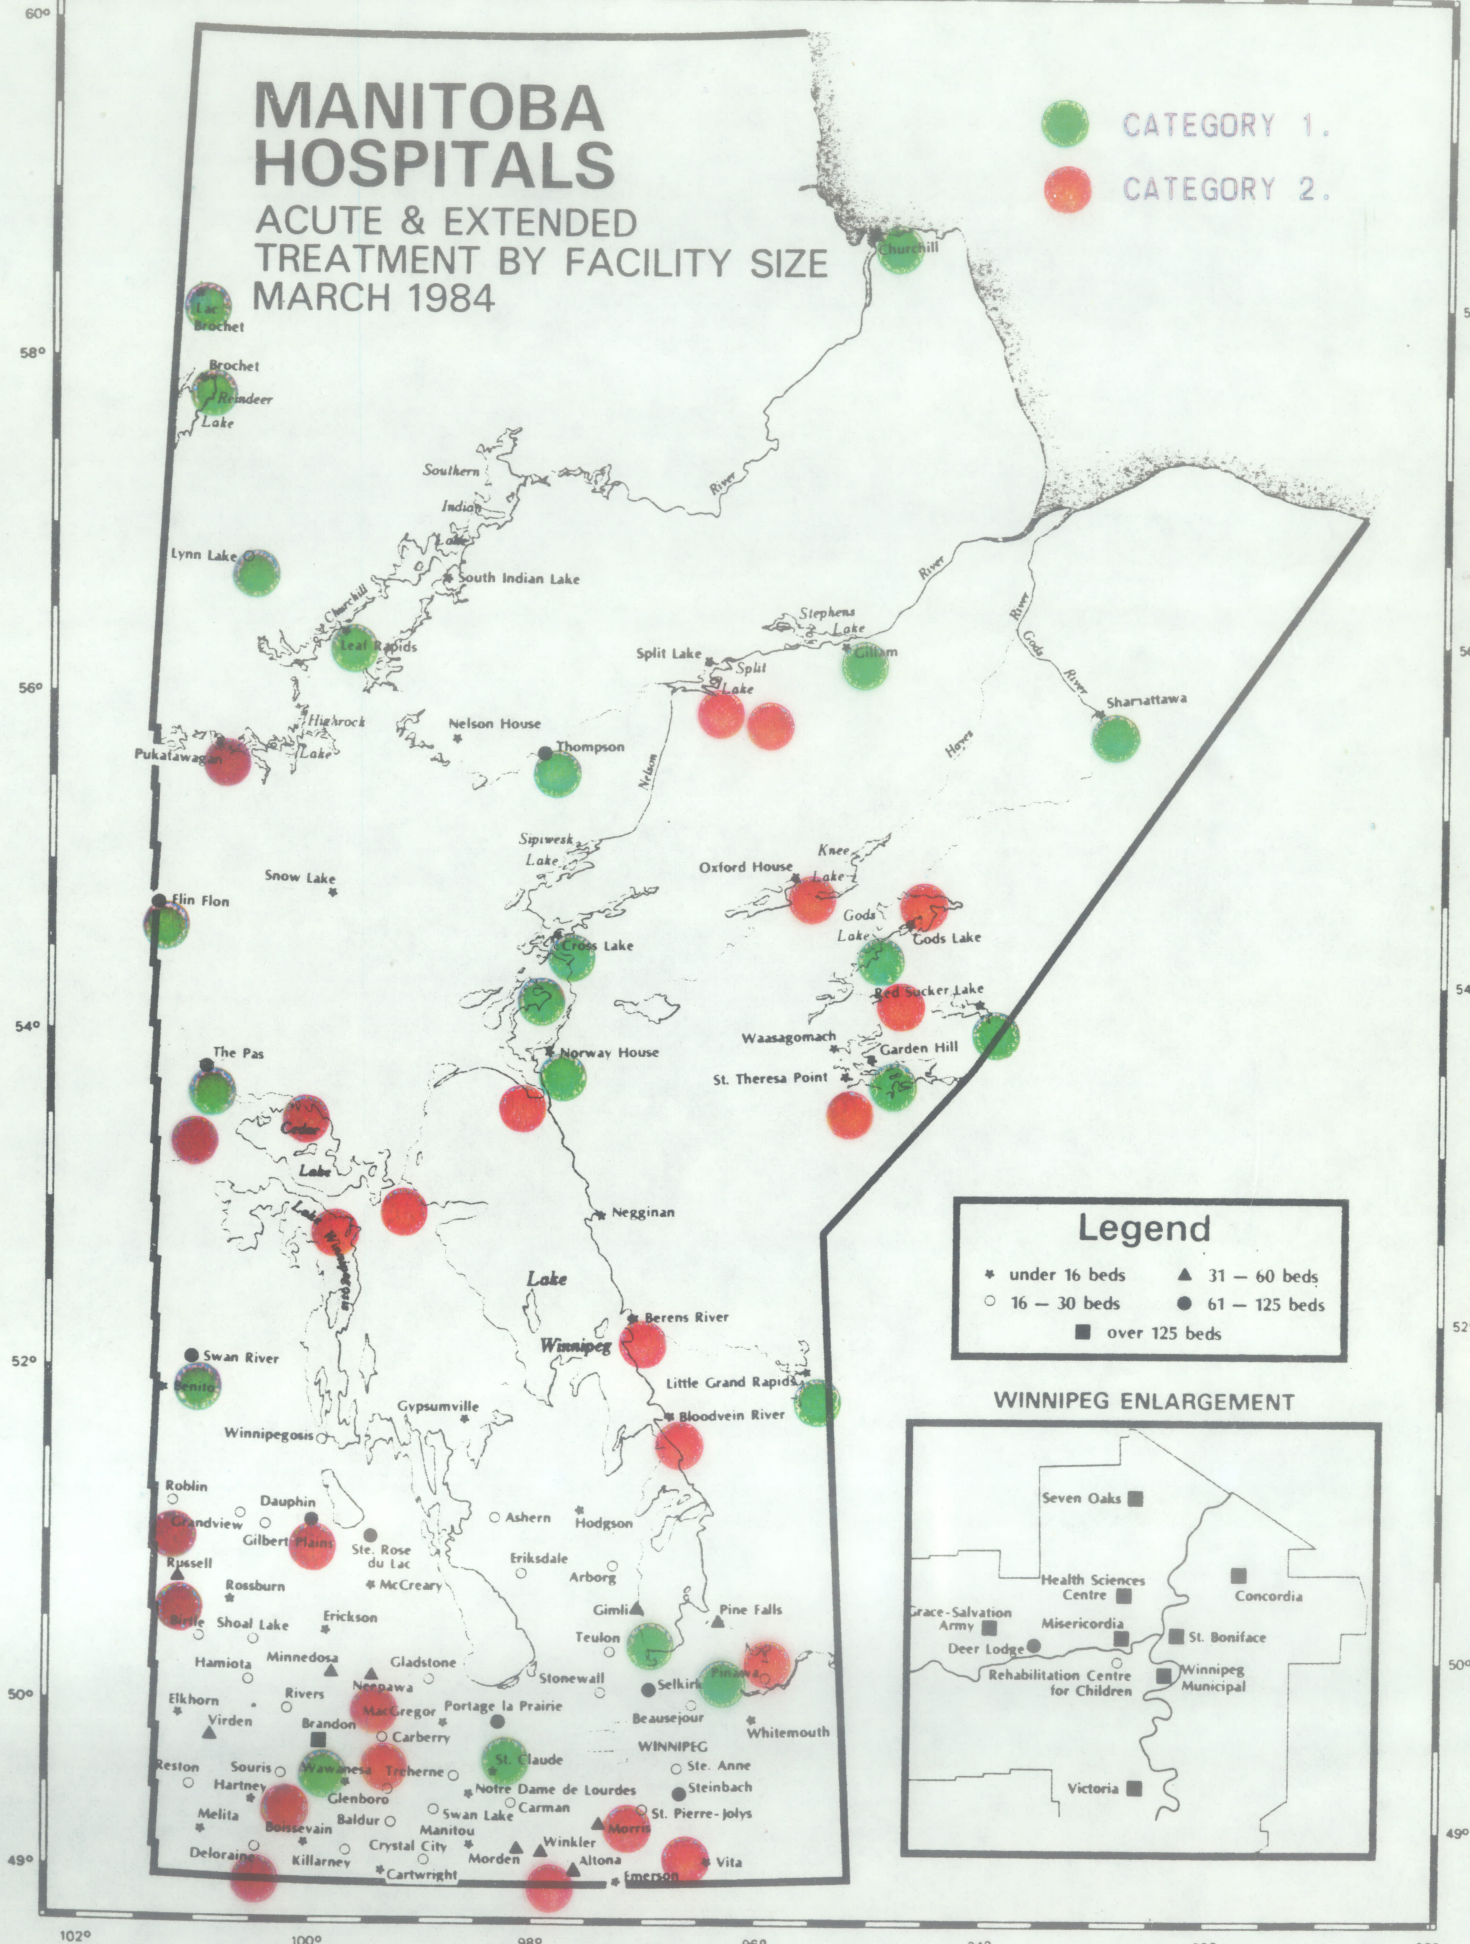 60°
MANITOBA
HOSPITALS
ACUTE & EXTENDED
TREATMENT BY FACILITY SIZE
MARCH 1984
CATEGORY 1.
CATEGORY 2.
Churchill
Lac
Brochet
58°
Brochet
Reindeer
Lake
Southern
Indian
Lake
River
Lynn Lake
South Indian Lake
Churchill
Leaf Rapids
River
River
Gods
River
Stephens
Lake
Split Lake
Split
Lake
Gillam
56°
Shamattawa
Highrock
Lake
Pukatawagan
Nelson House
Thompson
Nelson
Hayes
Sipiwesk
Lake
Snow Lake
Oxford House
Knee
Lake
Flin Flon
Gods
Lake
Gods Lake
Cross Lake
Red Sucker Lake
54°
54
Waasagomach
Garden Hill
The Pas
Norway House
St. Theresa Point
Cedar
Lake
Lake
Winnipegosis
Negginan
Legend
under 16 beds
31 – 60 beds
16 – 30 beds
61 – 125 beds
over 125 beds
Lake
Winnipeg
Berens River
52°
52°
Swan River
Benito
Little Grand Rapids
Gypsumville
Bloodvein River
Winnipegosis
WINNIPEG ENLARGEMENT
Seven Oaks
Health Sciences
Centre
Concordia
Grace-Salvation
Army
Misericordia
St. Boniface
Deer Lodge
Rehabilitation Centre
for Children
Winnipeg
Municipal
Victoria
Roblin
Dauphin
Grandview
Gilbert Plains
Ste. Rose
du Lac
Ashern
Hodgson
Russell
Rossburn
McCreary
Eriksdale
Arborg
Birtle
Shoal Lake
Erickson
Gimli
Pine Falls
Teulon
Hamiota
Minnedosa
Gladstone
Stonewall
Pinawa
50°
50°
Neepawa
Selkirk
Elkhorn
Rivers
MacGregor
Portage la Prairie
Beausejour
Whitemouth
Virden
Brandon
Carberry
WINNIPEG
Reston
Souris
Wawanesa
Treherne
St. Claude
Ste. Anne
Hartney
Glenboro
Notre Dame de Lourdes
Steinbach
Melita
Baldur
Swan Lake
Carman
St. Pierre-Jolys
Boissevain
Manitou
Morris
Deloraine
Killarney
Crystal City
Morden
Winkler
Altona
Vita
49°
49°
Cartwright
Emerson
102°
100°
98°
96°